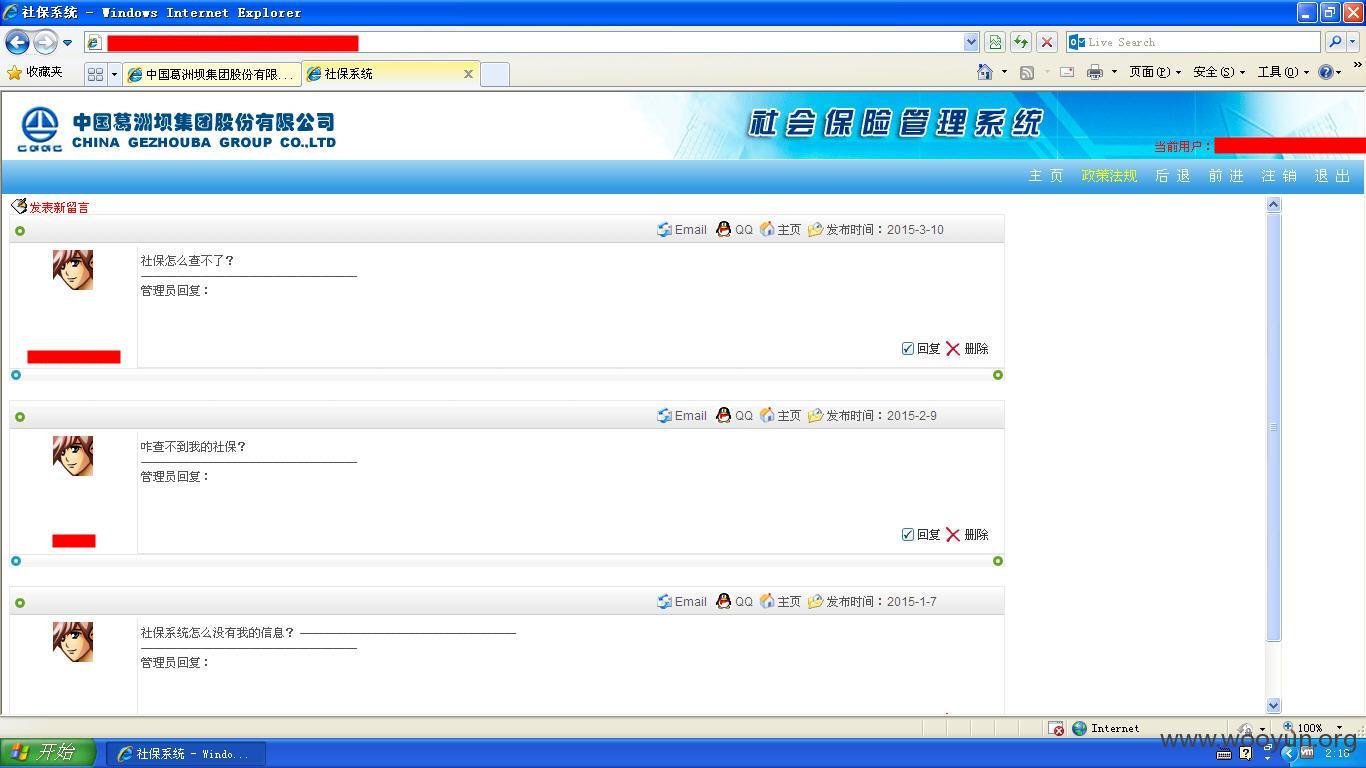 社保系统 - Windows Internet Explorer
Live Search
收藏夹
中国葛洲坝集团股份有限...
社保系统
页面(P)
安全(S)
工具(O)
中国葛洲坝集团股份有限公司
CHINA GEZHOUBA GROUP CO.,LTD
CGGC
社会保险管理系统
当前用户：
主 页 政策法规 后 退 前 进 注 销 退 出
发表新留言
Email QQ 主页 发布时间：2015-3-10
社保怎么查不了？
管理员回复：
回复 删除
Email QQ 主页 发布时间：2015-2-9
咋查不到我的社保？
管理员回复：
回复 删除
Email QQ 主页 发布时间：2015-1-7
社保系统怎么没有我的信息？
管理员回复：
Internet
100%
开始
社保系统 - Windo...
2:16
www.wooyun.org